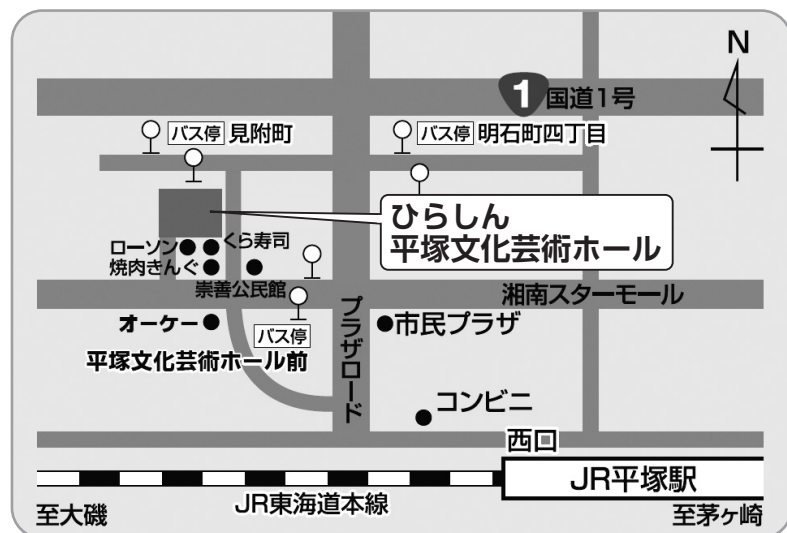 N
1 国道1号
バス停 見附町
バス停 明石町四丁目
ひらしん
平塚文化芸術ホール
ローソン
くら寿司
焼肉きんぐ
崇善公民館
湘南スターモール
オーケー
バス停
平塚文化芸術ホール前
プラザロード
市民プラザ
コンビニ
西口
JR平塚駅
JR東海道本線
至大磯
至茅ヶ崎